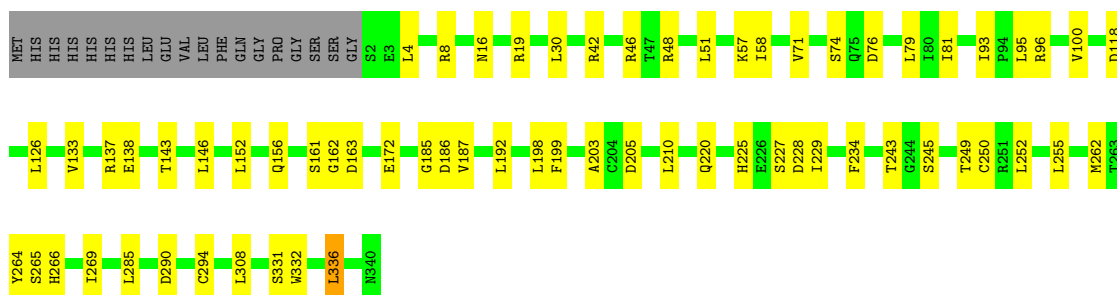 MET HIS HIS HIS HIS HIS HIS LEU GLU VAL LEU PHE GLN GLY PRO GLY SER SER GLY S2 E3 L4 R8 N16 R19 L30 R42 R46 T47 R48 L51 K57 I58 V71 S74 Q75 D76 L79 I80 I81 I93 P94 L95 R96 V100 D118
L126 V133 R137 E138 T143 L146 L152 Q156 S161 G162 D163 E172 G185 D186 V187 L192 L198 F199 A203 C204 D205 L210 Q220 H225 E226 S227 D228 I229 F234 T243 G244 S245 T249 C250 R251 L252 L255 M262 T263
Y264 S265 H266 I269 L285 D290 C294 L308 S331 W332 L336 N340